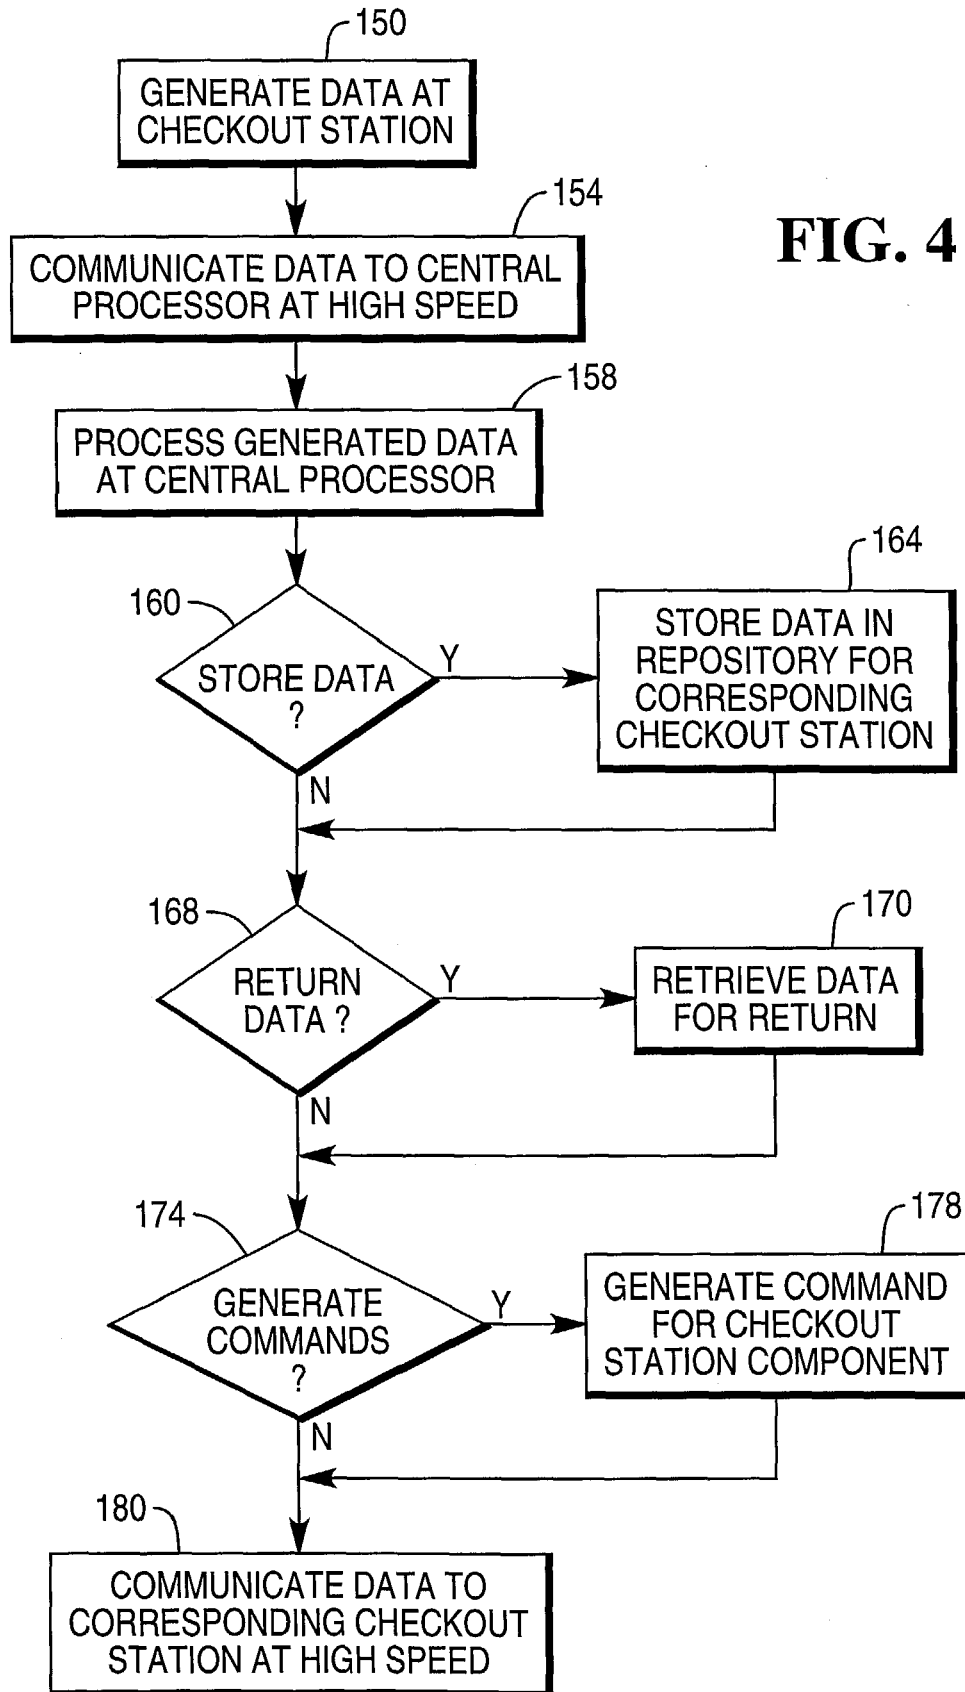 150
GENERATE DATA AT
CHECKOUT STATION
154
FIG. 4
COMMUNICATE DATA TO CENTRAL
PROCESSOR AT HIGH SPEED
158
PROCESS GENERATED DATA
AT CENTRAL PROCESSOR
160
STORE DATA
?
Y
164
STORE DATA IN
REPOSITORY FOR
CORRESPONDING
CHECKOUT STATION
N
168
RETURN
DATA ?
Y
170
RETRIEVE DATA
FOR RETURN
N
174
GENERATE
COMMANDS
?
Y
178
GENERATE COMMAND
FOR CHECKOUT
STATION COMPONENT
N
180
COMMUNICATE DATA TO
CORRESPONDING CHECKOUT
STATION AT HIGH SPEED